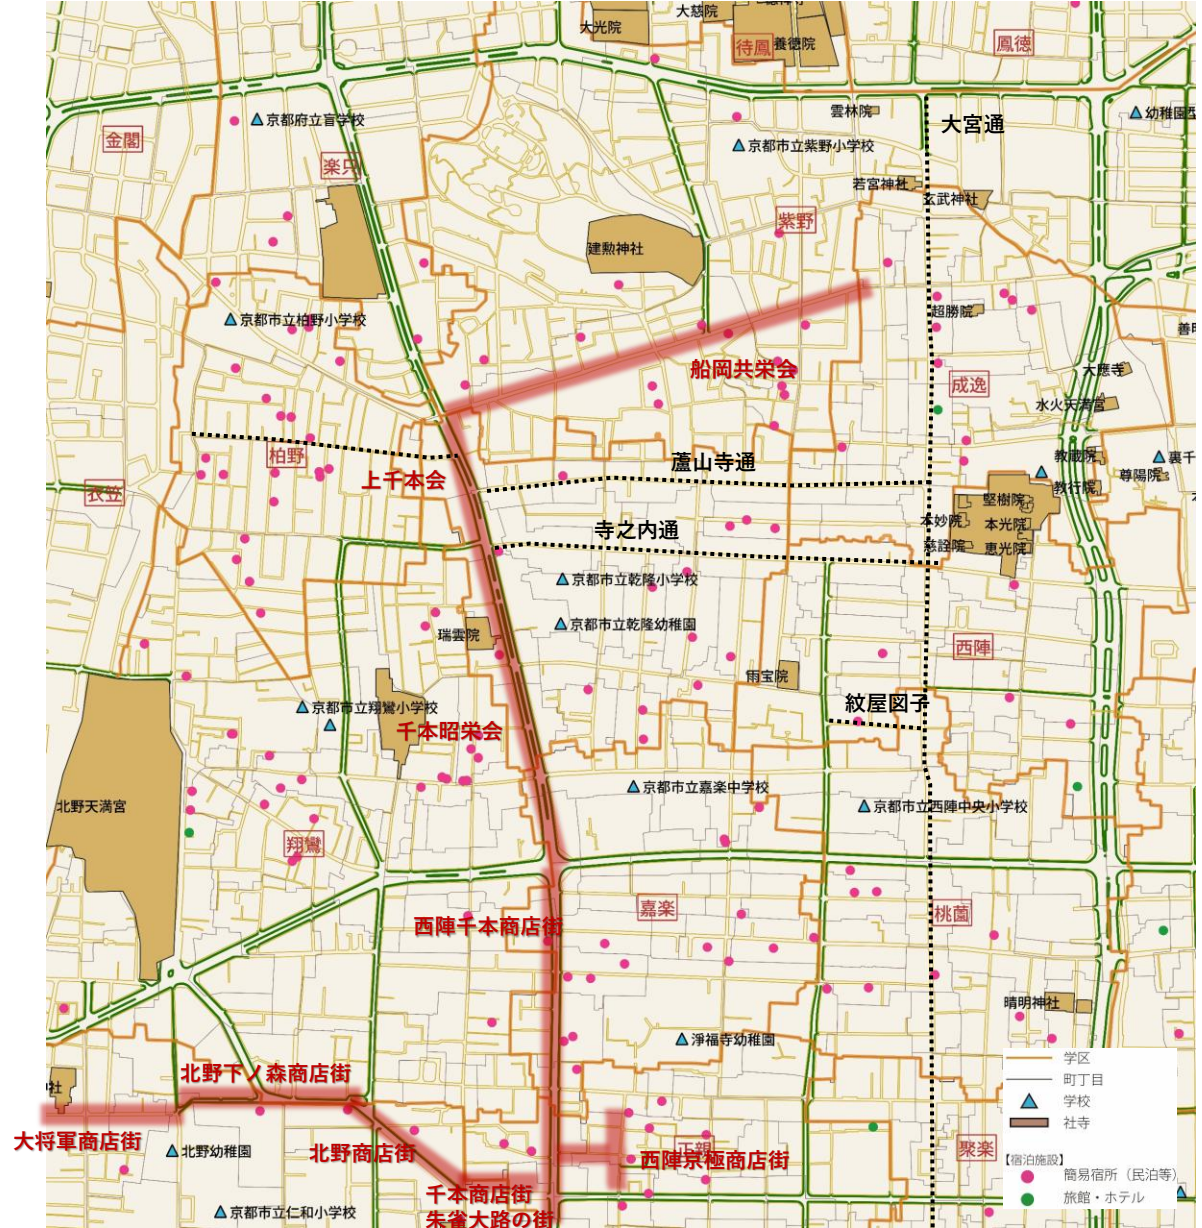 大慈院
大光院
待鳳
養徳院
鳳徳
雲林院
大宮通
京都府立盲学校
金閣
楽只
京都市立紫野小学校
若宮神社
玄武神社
紫野
建勲神社
京都市立柏野小学校
超勝院
船岡共栄会
成逸
大應寺
水火天満宮
柏野
上千本会
蘆山寺通
教蔵院
裏千
尊陽院
教行院
衣笠
堅樹院
本妙院
本光院
寺之内通
慈詮院
恵光院
京都市立乾隆小学校
京都市立乾隆幼稚園
瑞雲院
西陣
雨宝院
紋屋図子
京都市立翔鸞小学校
千本昭栄会
京都市立嘉楽中学校
京都市立西陣中央小学校
北野天満宮
翔鸞
嘉楽
桃薗
西陣千本商店街
晴明神社
淨福寺幼稚園
学区
町丁目
学校
社寺
北野下ノ森商店街
大将軍商店街
北野幼稚園
北野商店街
正親
西陣京極商店街
聚楽
【宿泊施設】
簡易宿所（民泊等）
旅館・ホテル
千本商店街
朱雀大路の街
京都市立仁和小学校